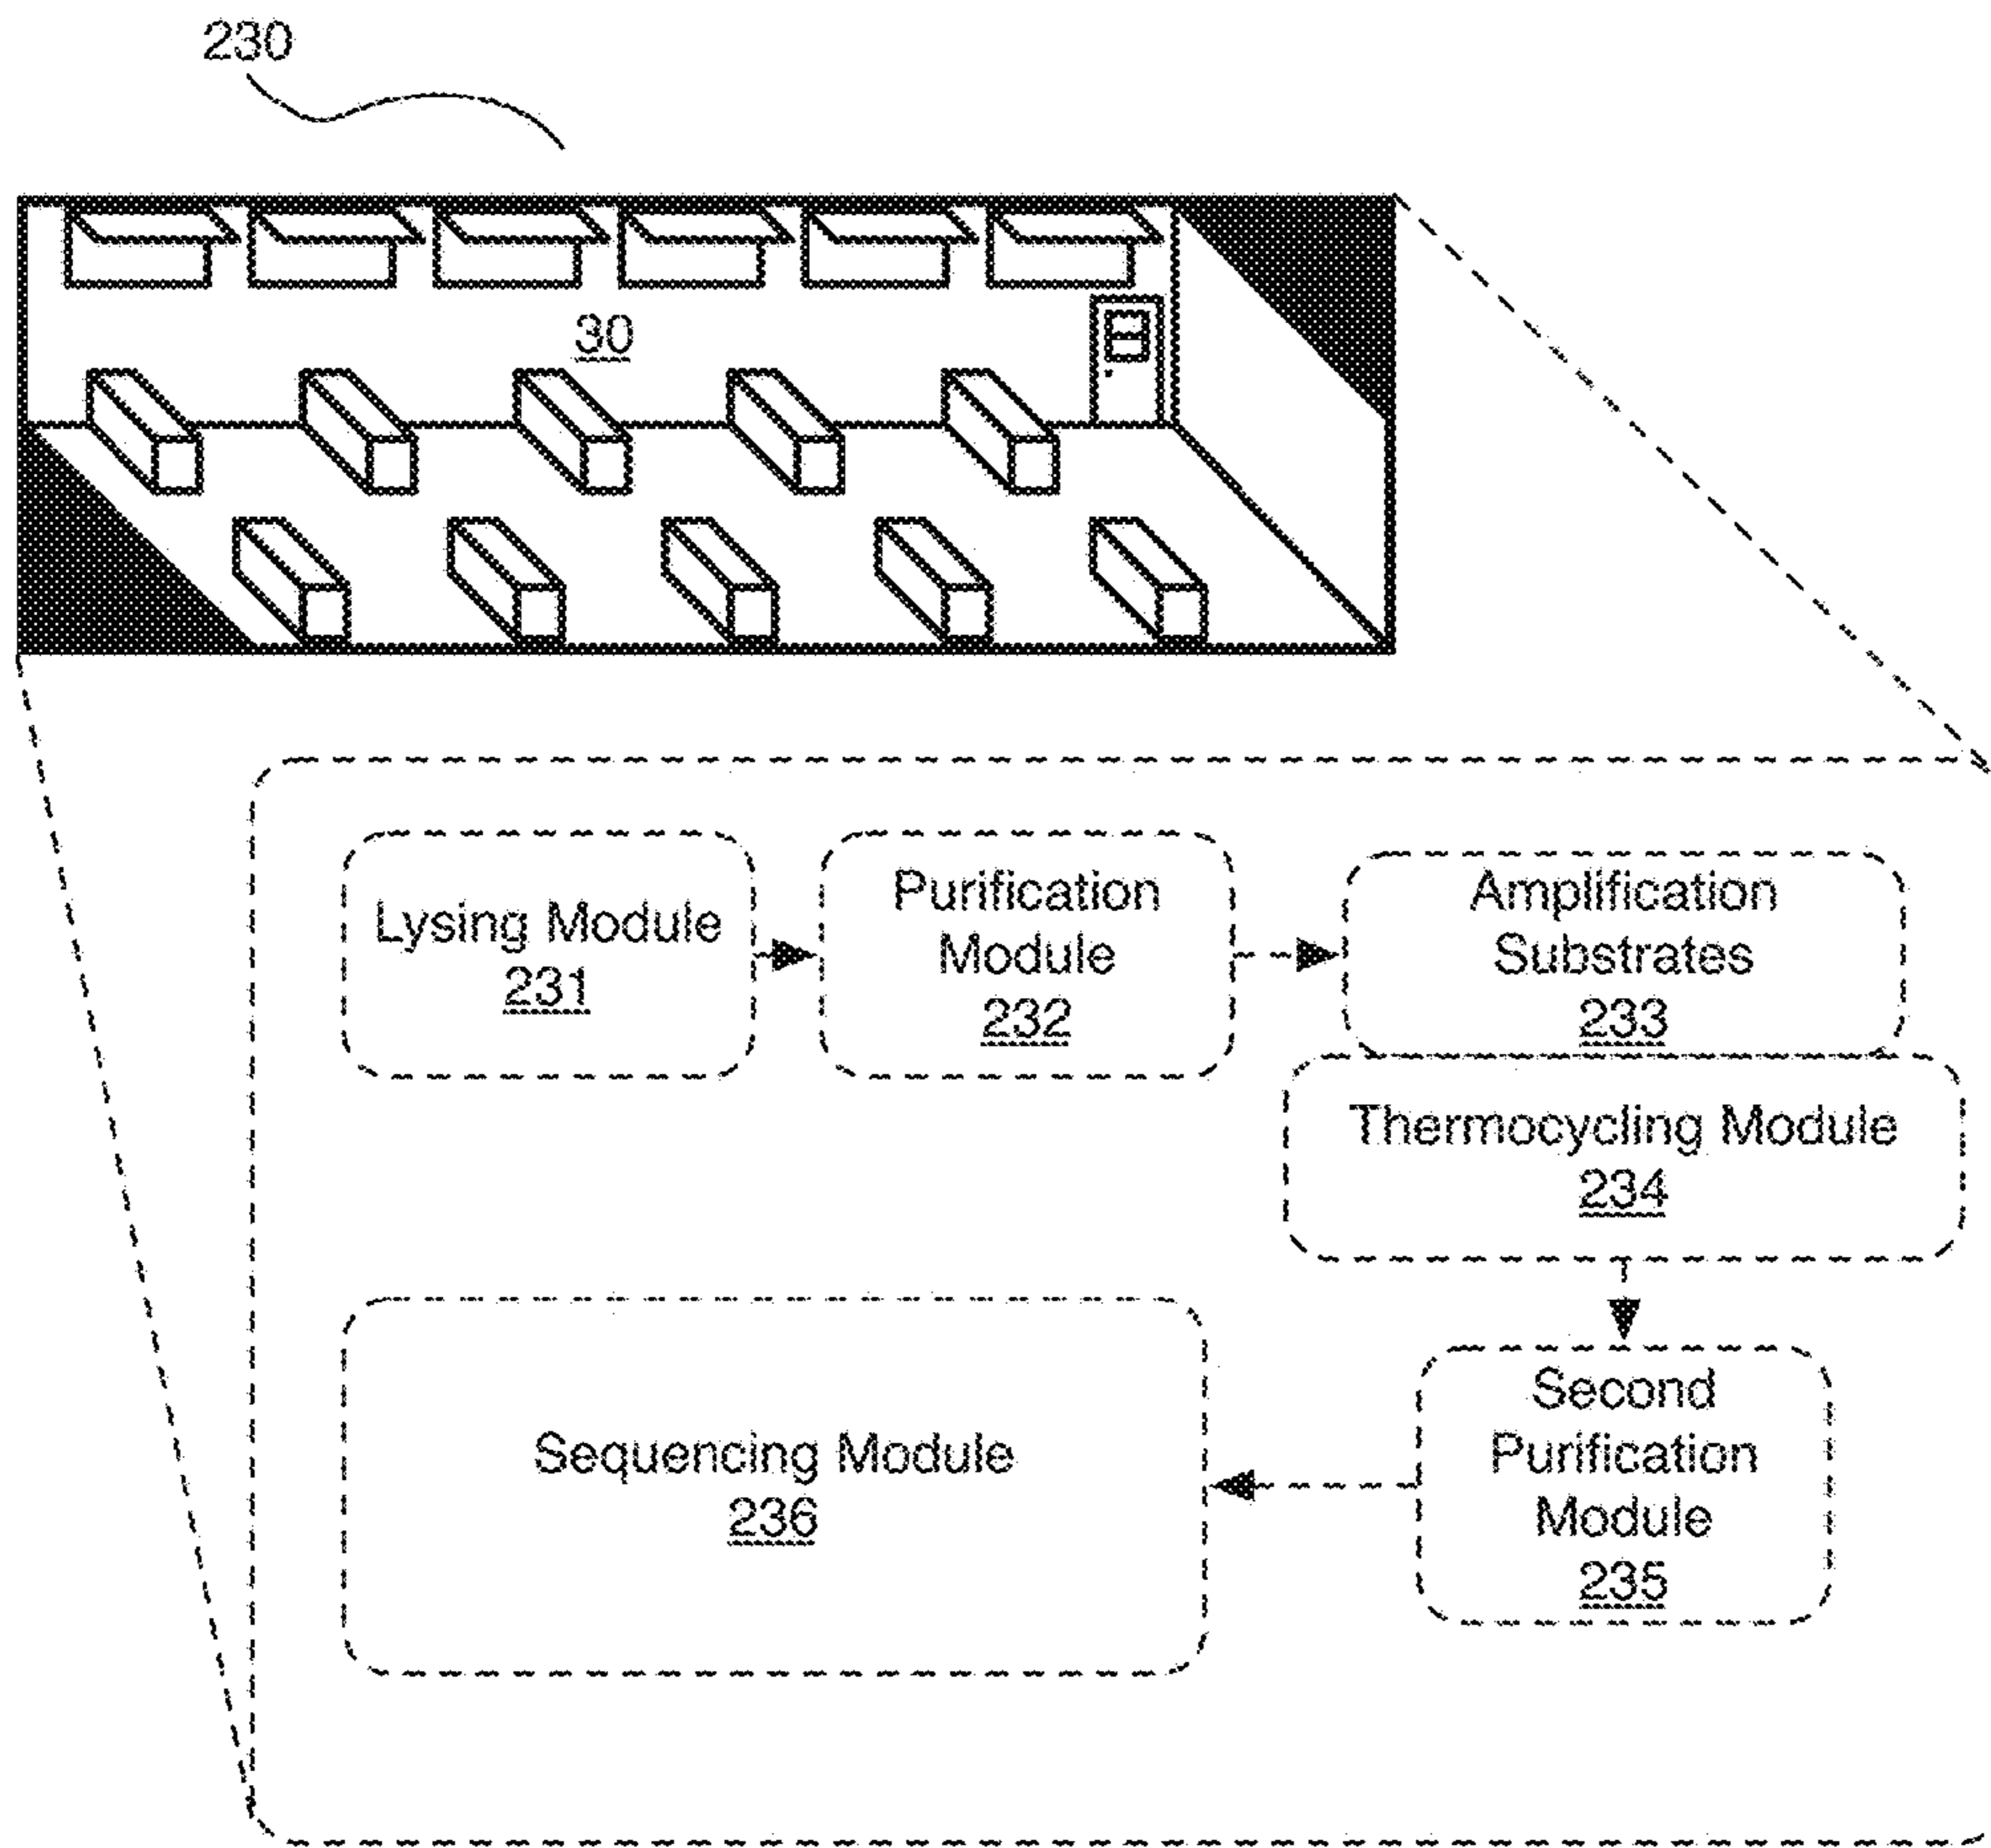 230
30
Lysing Module
231
Purification
Module
232
Amplification
Substrates
233
Thermocycling Module
234
Second
Purification
Module
235
Sequencing Module
236